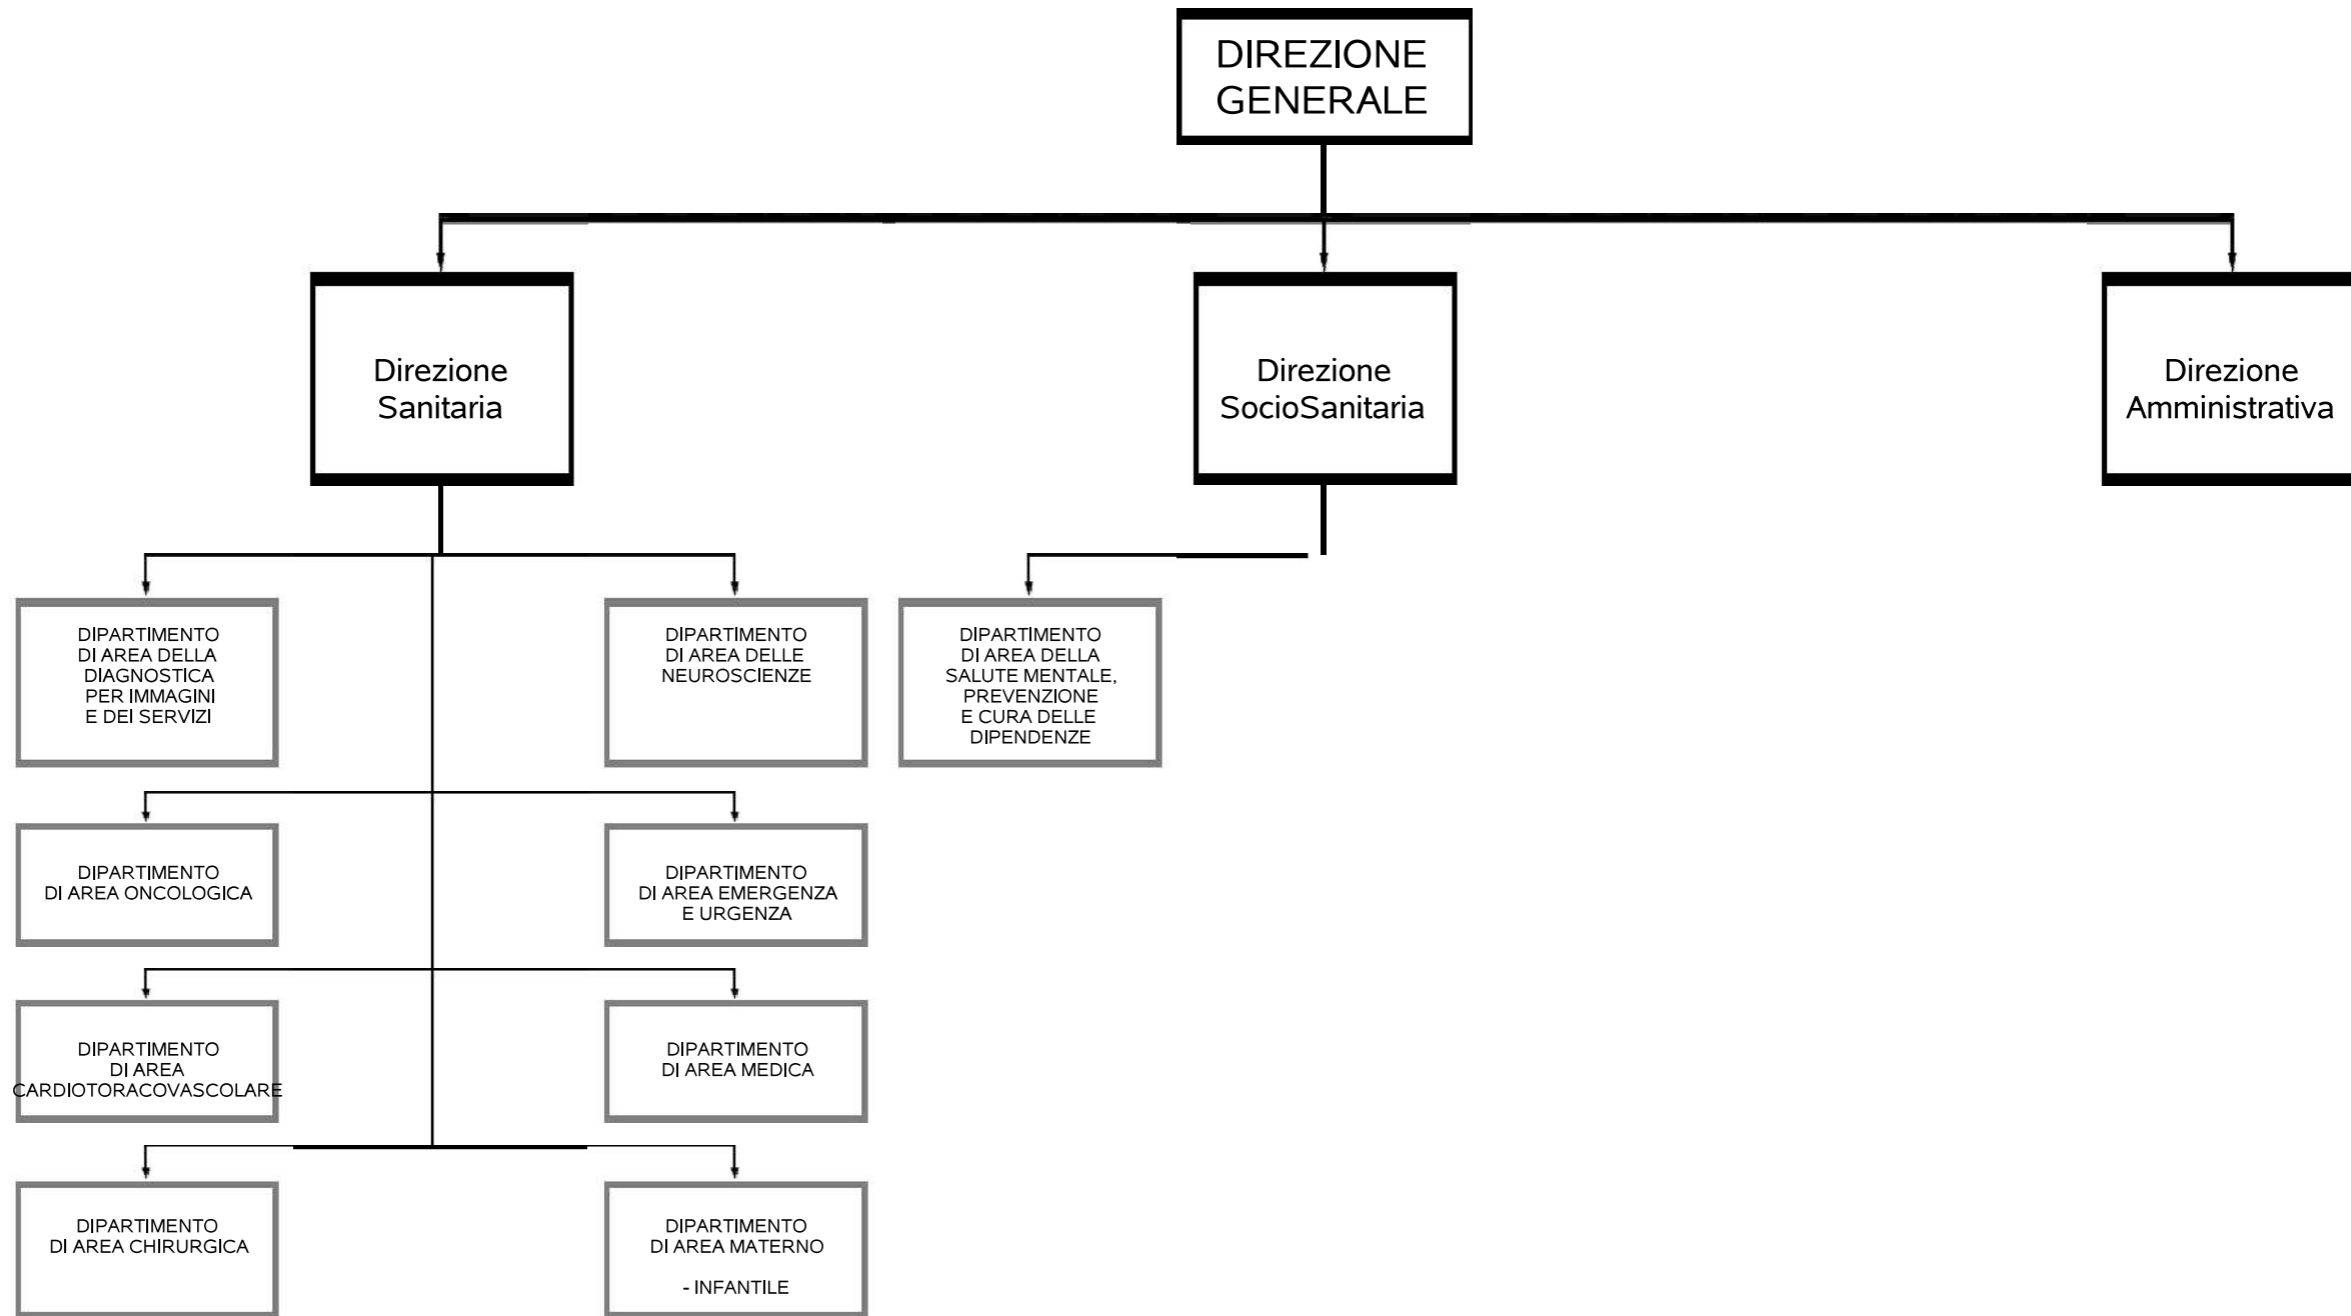 DIREZIONE
GENERALE
Direzione
Sanitaria
Direzione
SocioSanitaria
Direzione
Amministrativa
DIPARTIMENTO
DI AREA DELLA
DIAGNOSTICA
PER IMMAGINI
E DEI SERVIZI
DIPARTIMENTO
DI AREA DELLE
NEUROSCIENZE
DIPARTIMENTO
DI AREA DELLA
SALUTE MENTALE,
PREVENZIONE
E CURA DELLE
DIPENDENZE
DIPARTIMENTO
DI AREA ONCOLOGICA
DIPARTIMENTO
DI AREA EMERGENZA
E URGENZA
DIPARTIMENTO
DI AREA
CARDIOTORACOVASCOLARE
DIPARTIMENTO
DI AREA MEDICA
DIPARTIMENTO
DI AREA CHIRURGICA
DIPARTIMENTO
DI AREA MATERNO
- INFANTILE